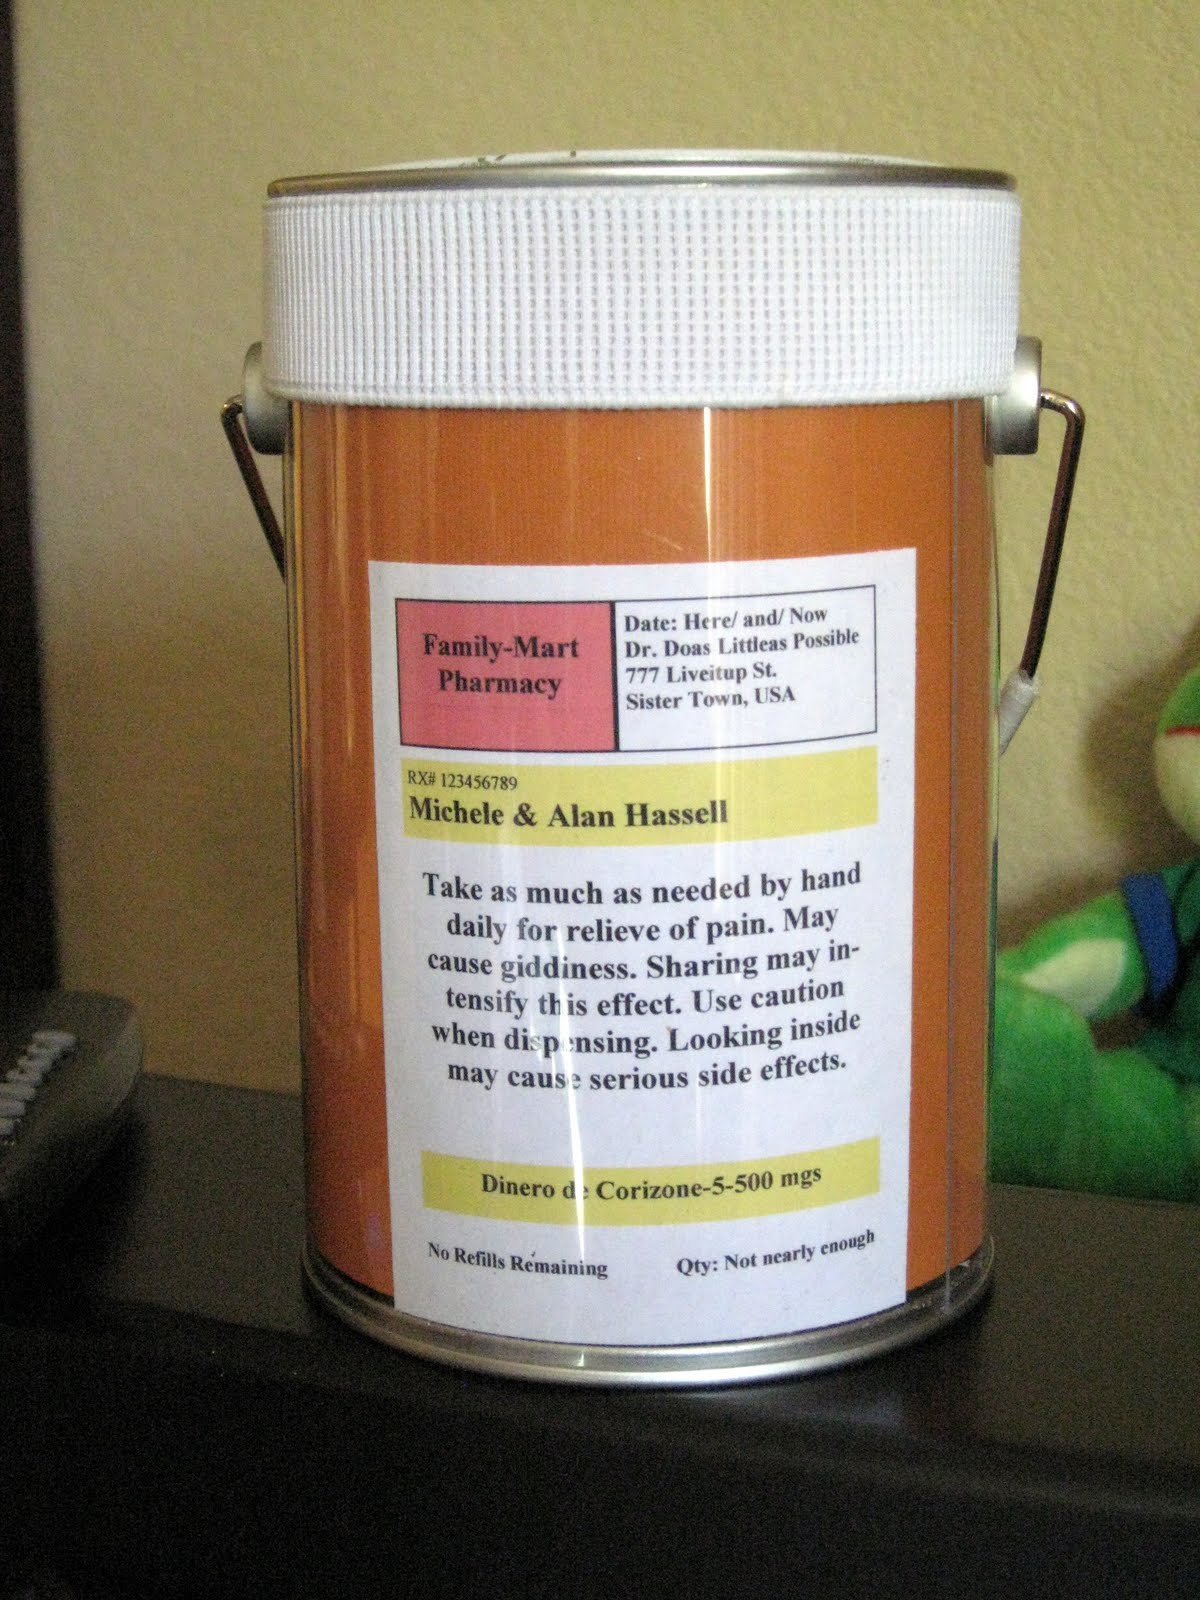 Family-Mart
Pharmacy
Date: Here/ and/ Now
Dr. Doas Littleas Possible
777 Liveitup St.
Sister Town, USA
RX# 123456789
Michele & Alan Hassell
Take as much as needed by hand
daily for relieve of pain. May
cause giddiness. Sharing may in-
tensify this effect. Use caution
when dispensing. Looking inside
may cause serious side effects.
Dinero de Corizone-5-500 mgs
No Refills Remaining
Qty: Not nearly enough